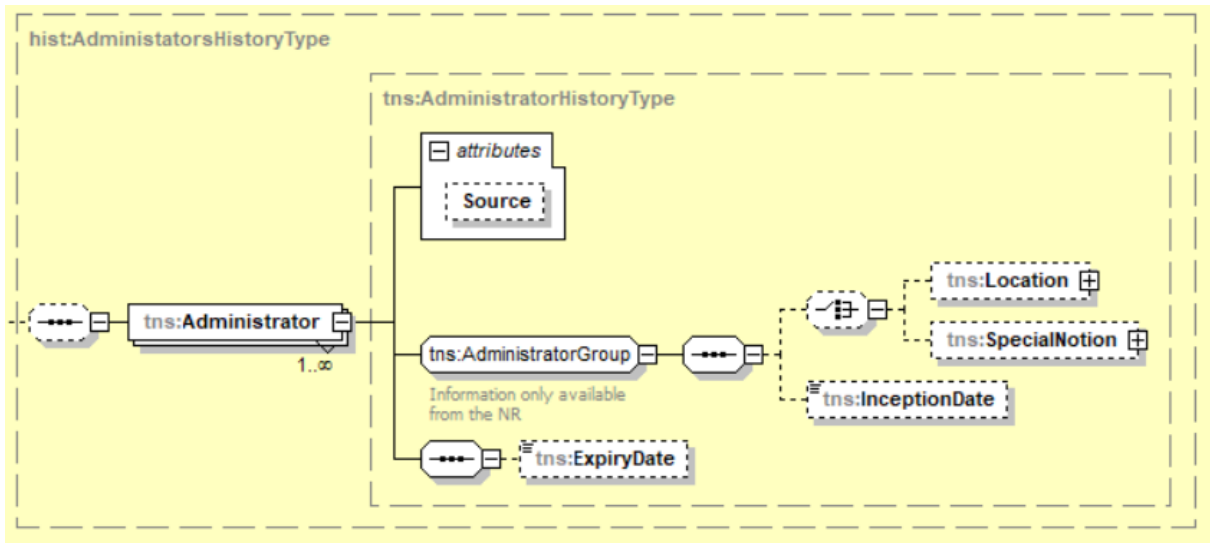 hist:AdministatorsHistoryType
tns:AdministratorHistoryType
attributes
Source
tns:Administrator
1..∞
tns:AdministratorGroup
Information only available
from the NR
tns:Location
tns:SpecialNotion
tns:InceptionDate
tns:ExpiryDate